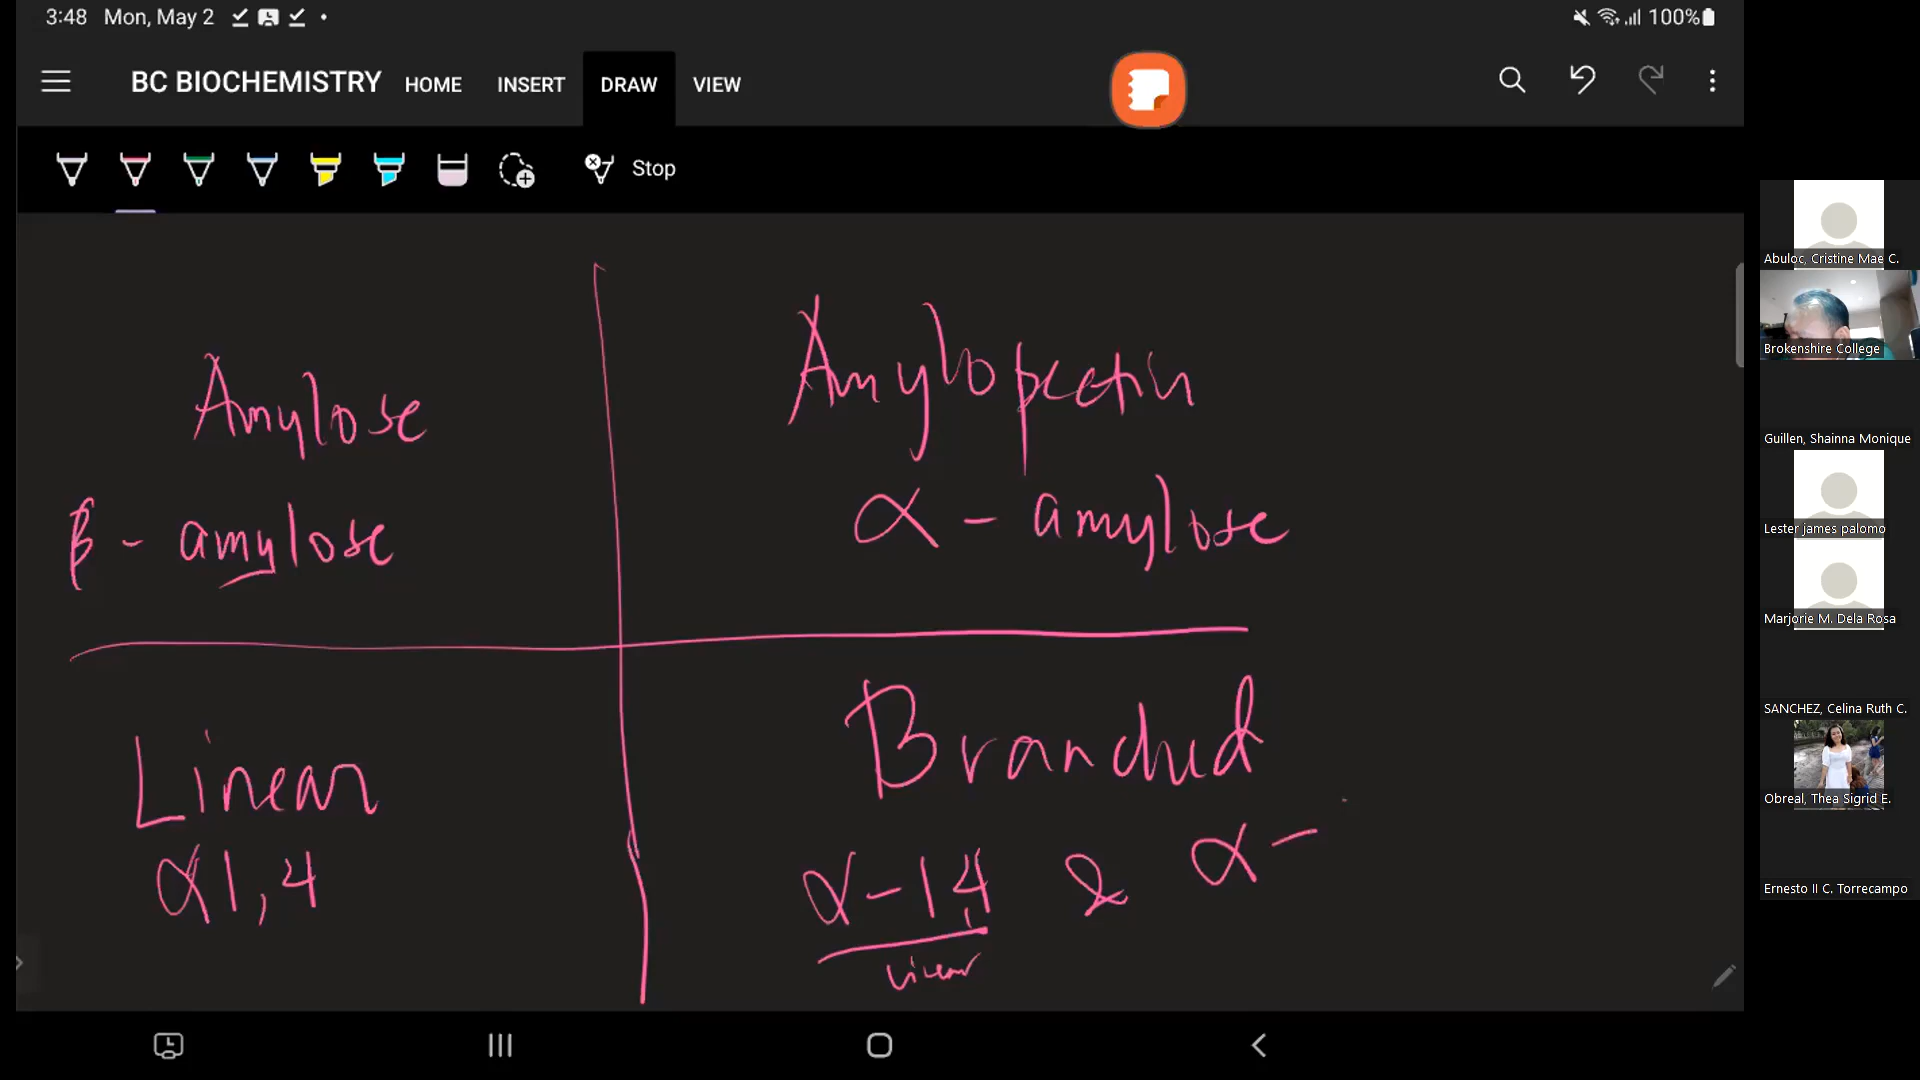 3:48 Mon, May 2
100%
BC BIOCHEMISTRY HOME INSERT DRAW VIEW
Stop
Amylose
β - amylose
Amylopectin
α - amylose
Linear
α1,4
Branched
α-1,4 & α-
linear
Abuloc, Cristine Mae C.
Brokenshire College
Guillen, Shainna Monique
Lester james palomo
Marjorie M. Dela Rosa
SANCHEZ, Celina Ruth C.
Obreal, Thea Sigrid E.
Ernesto II C. Torrecampo